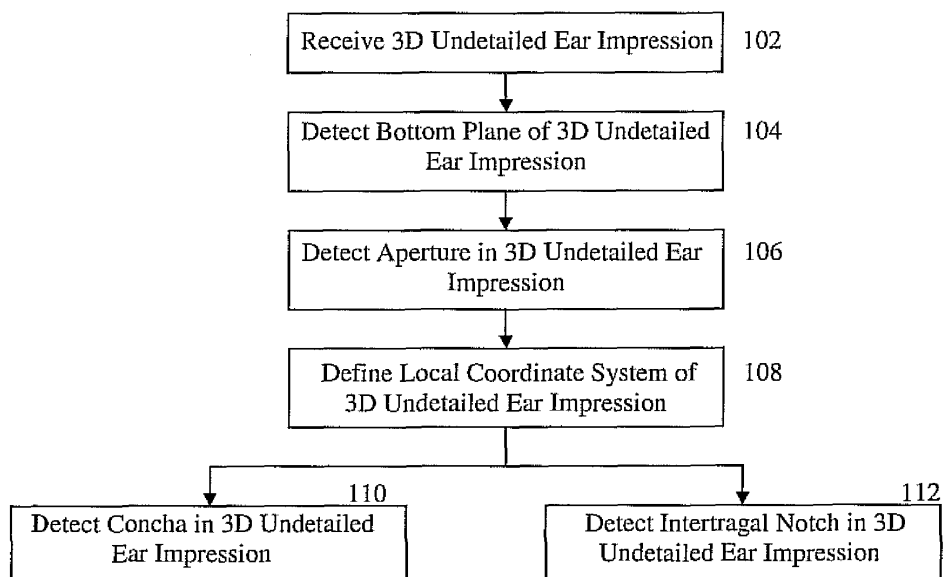 Receive 3D Undetailed Ear Impression 102
Detect Bottom Plane of 3D Undetailed 104
Ear Impression
Detect Aperture in 3D Undetailed Ear 106
Impression
Define Local Coordinate System of 108
3D Undetailed Ear Impression
110
Detect Concha in 3D Undetailed
Ear Impression
112
Detect Intertragal Notch in 3D
Undetailed Ear Impression